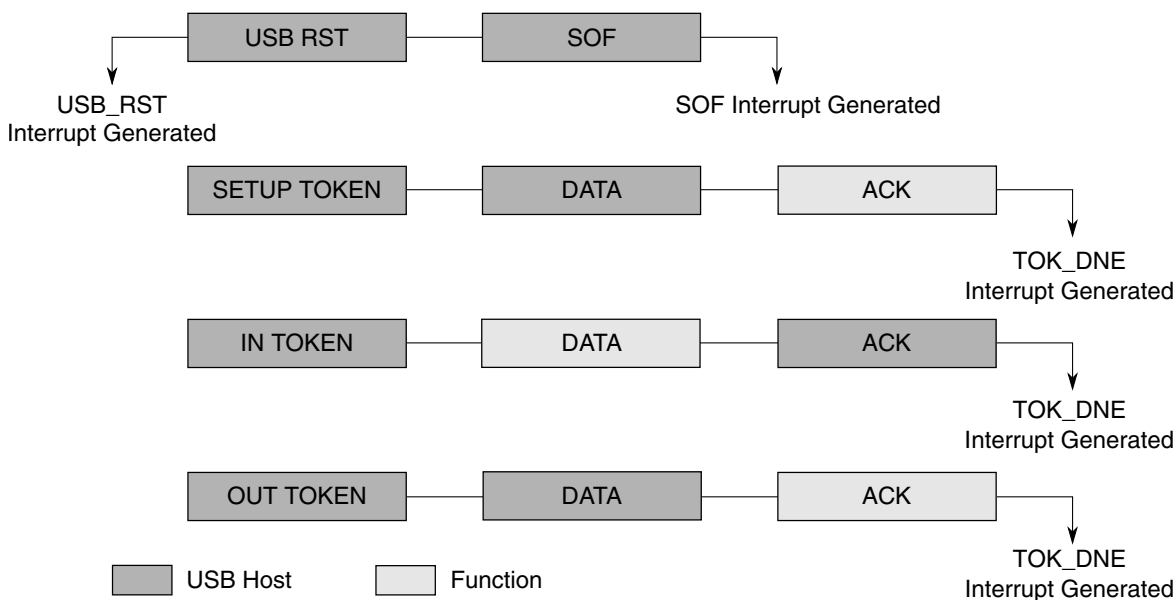 USB RST
SOF
USB_RST
Interrupt Generated
SOF Interrupt Generated
SETUP TOKEN
DATA
ACK
TOK_DNE
Interrupt Generated
IN TOKEN
DATA
ACK
TOK_DNE
Interrupt Generated
OUT TOKEN
DATA
ACK
TOK_DNE
Interrupt Generated
USB Host
Function